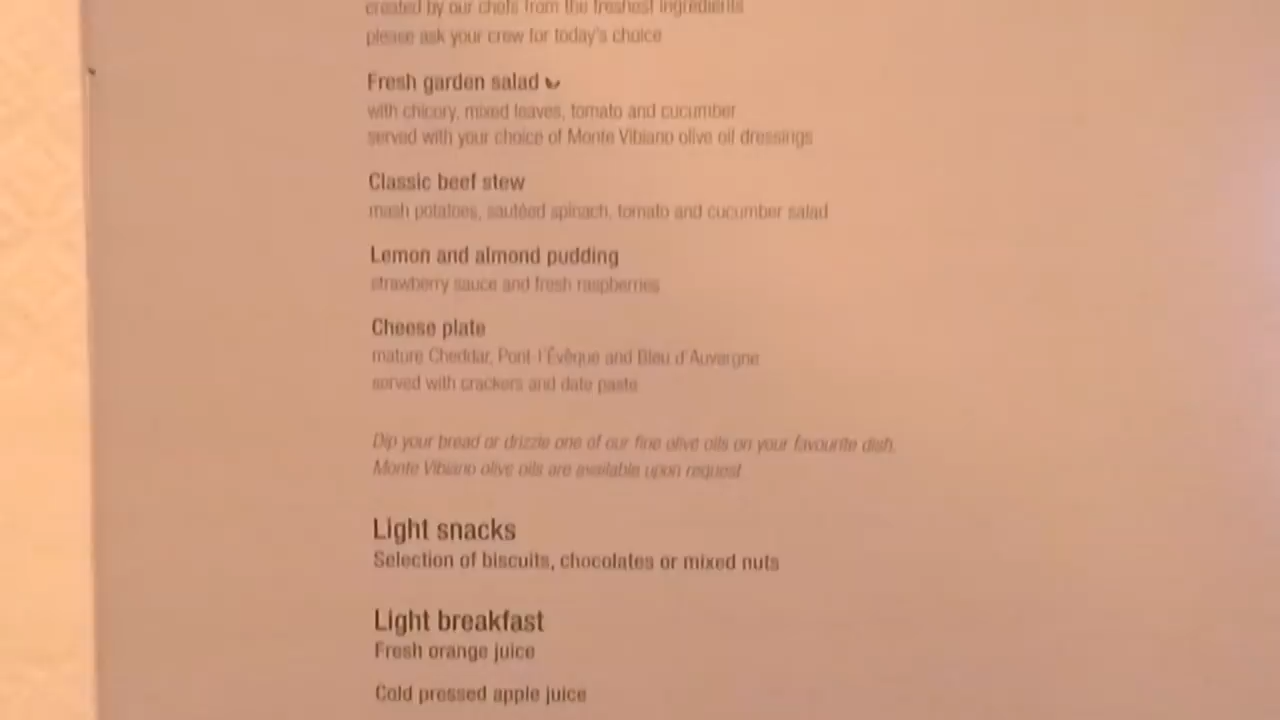 created by our chefs from the freshest ingredients
please ask your crew for today's choice
Fresh garden salad
with chicory, mixed leaves, tomato and cucumber
served with your choice of Monte Vibiano olive oil dressings
Classic beef stew
mash potatoes, sautéed spinach, tomato and cucumber salad
Lemon and almond pudding
strawberry sauce and fresh raspberries
Cheese plate
mature Cheddar, Pont-l'Évêque and Bleu d'Auvergne
served with crackers and date paste
Dip your bread or drizzle one of our fine olive oils on your favourite dish.
Monte Vibiano olive oils are available upon request
Light snacks
Selection of biscuits, chocolates or mixed nuts
Light breakfast
Fresh orange juice
Cold pressed apple juice